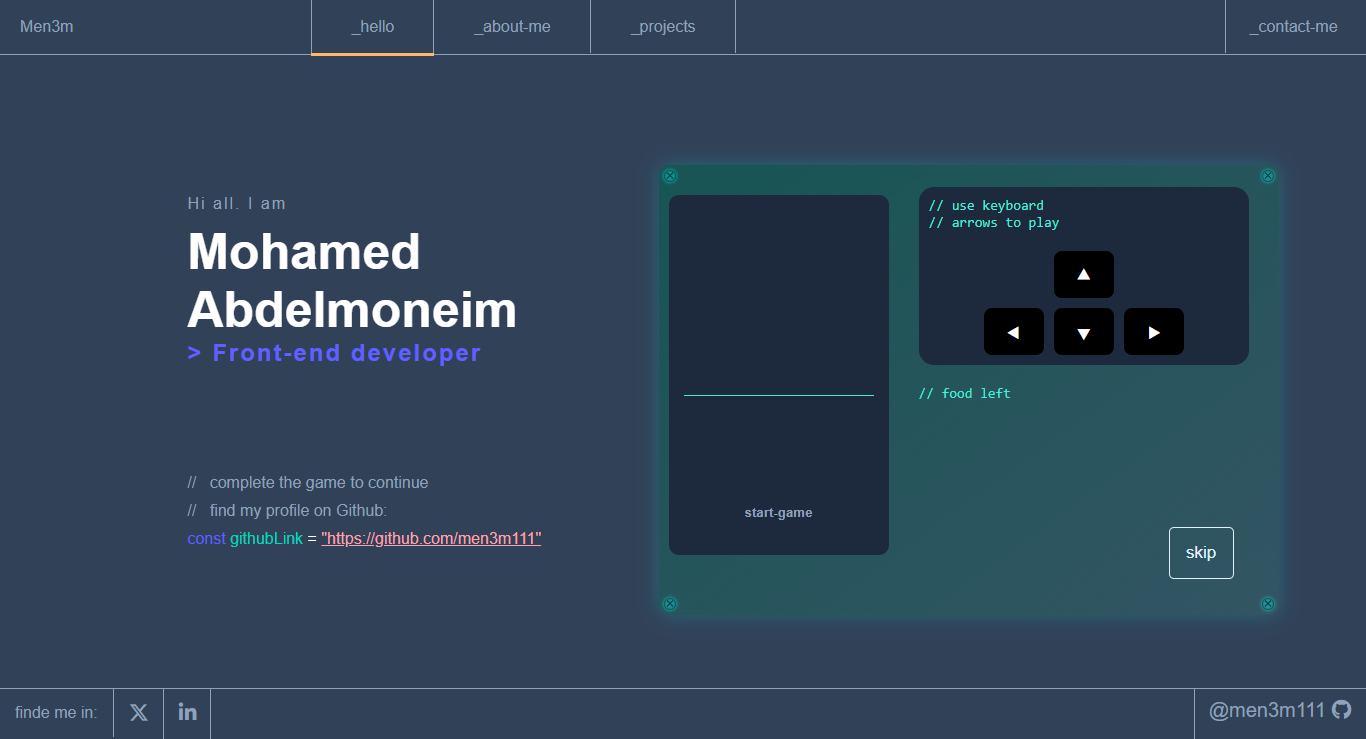 Men3m
_hello
_about-me
_projects
_contact-me
Hi all. I am
Mohamed
Abdelmoneim
> Front-end developer
// complete the game to continue
// find my profile on Github:
const githubLink = "https://github.com/men3m111"
start-game
// use keyboard
// arrows to play
// food left
skip
finde me in:
@men3m111